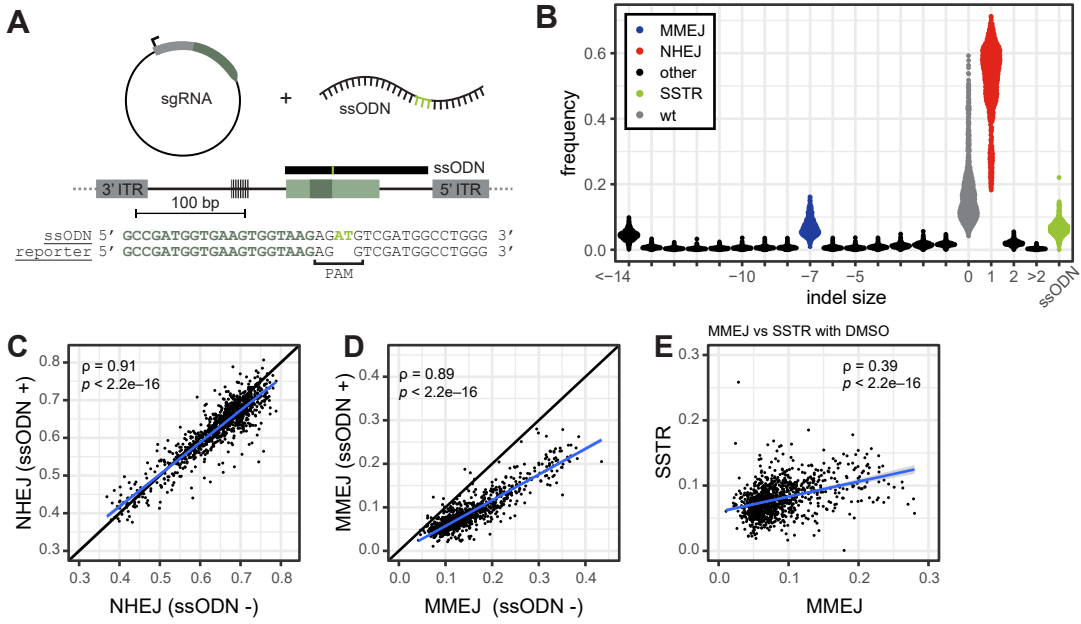 A
sgRNA
+
ssODN
ssODN
3’ ITR
5’ ITR
100 bp
ssODN 5’ GCCGATGGTGAAGTGGTAAGAGATGTCGATGGCCTGGG 3’
reporter 5’ GCCGATGGTGAAGTGGTAAGAG GTCGATGGCCTGGG 3’
PAM
B
MMEJ
NHEJ
other
SSTR
wt
frequency
0.6
0.4
0.2
0.0
<−14
−10
−7
−5
0
1
2
>2
ssODN
indel size
C
ρ = 0.91
p < 2.2e−16
NHEJ (ssODN +)
0.8
0.7
0.6
0.5
0.4
0.3
0.3
0.4
0.5
0.6
0.7
0.8
NHEJ (ssODN -)
D
ρ = 0.89
p < 2.2e−16
MMEJ (ssODN +)
0.4
0.3
0.2
0.1
0.0
0.0
0.1
0.2
0.3
0.4
MMEJ (ssODN -)
MMEJ vs SSTR with DMSO
E
ρ = 0.39
p < 2.2e−16
SSTR
0.3
0.1
0.0
0.0
0.1
0.2
0.3
MMEJ